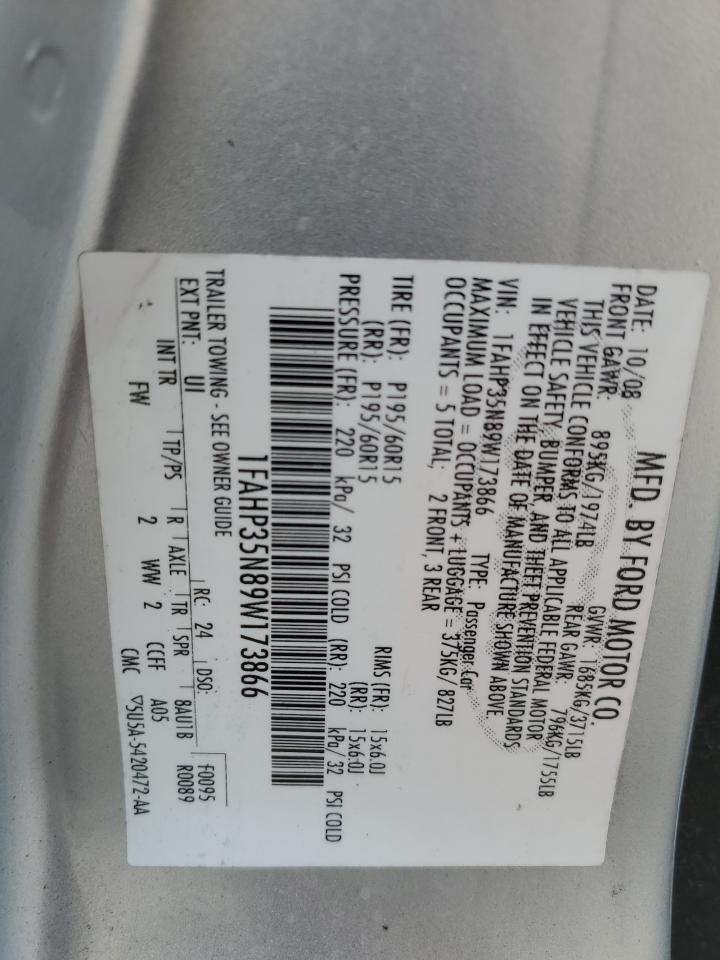 MFD. BY FORD MOTOR CO.
DATE: 10/08 GVWR: 1685KG/3715LB
FRONT GAWR: 895KG/1974LB REAR GAWR: 796KG/1755LB
THIS VEHICLE CONFORMS TO ALL APPLICABLE FEDERAL MOTOR
VEHICLE SAFETY, BUMPER, AND THEFT PREVENTION STANDARDS
IN EFFECT ON THE DATE OF MANUFACTURE SHOWN ABOVE.
VIN: 1FAHP35N89W173866 TYPE: Passenger Car
MAXIMUM LOAD = OCCUPANTS + LUGGAGE = 375KG/827LB
OCCUPANTS = 5 TOTAL; 2 FRONT, 3 REAR
TIRE (FR): P195/60R15 RIMS (FR): 15x6.0J
(RR): P195/60R15 (RR): 15x6.0J
PRESSURE (FR): 220 kPa/ 32 PSI COLD (RR): 220 kPa/ 32 PSI COLD
1FAHP35N89W173866
TRAILER TOWING - SEE OWNER GUIDE
F0095
EXT PNT: UI RC: 24 DSO: R0089
INT TR TP/PS R AXLE TR SPR 8AU1B
FW 2 WW 2 CCFF A05
CMC ▽5U5A-5420472-AA